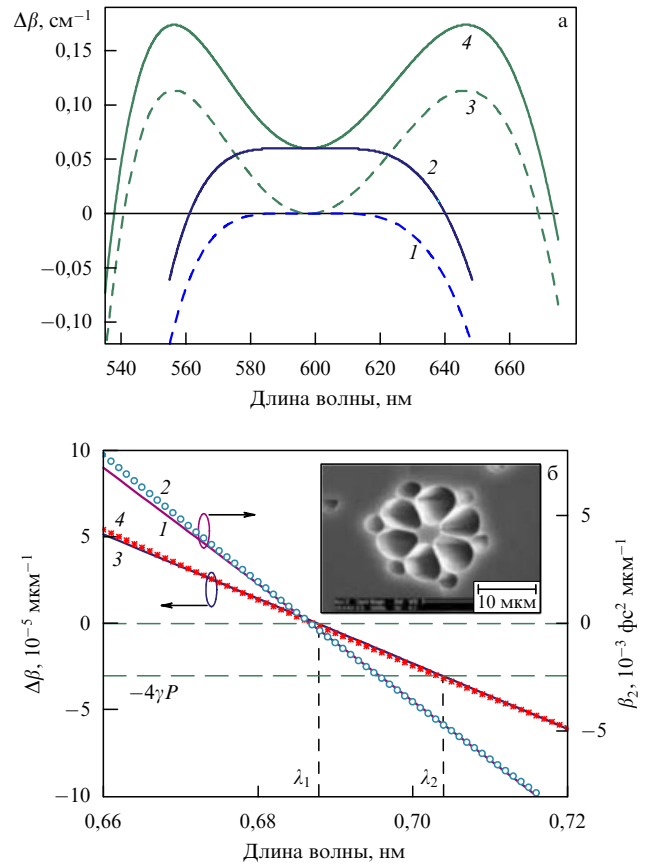 Δβ, см⁻¹
а
0,15
0,10
0,05
0
−0,05
−0,10
4
3
2
1
540 560 580 600 620 640 660
Длина волны, нм
10
5
0
−5
−10
Δβ, 10⁻⁵ мкм⁻¹
2
1
4
3
−4γP
λ₁
λ₂
б
10 мкм
5
0
−5
β₂, 10⁻³ фс² мкм⁻¹
0,66 0,68 0,70 0,72
Длина волны, нм